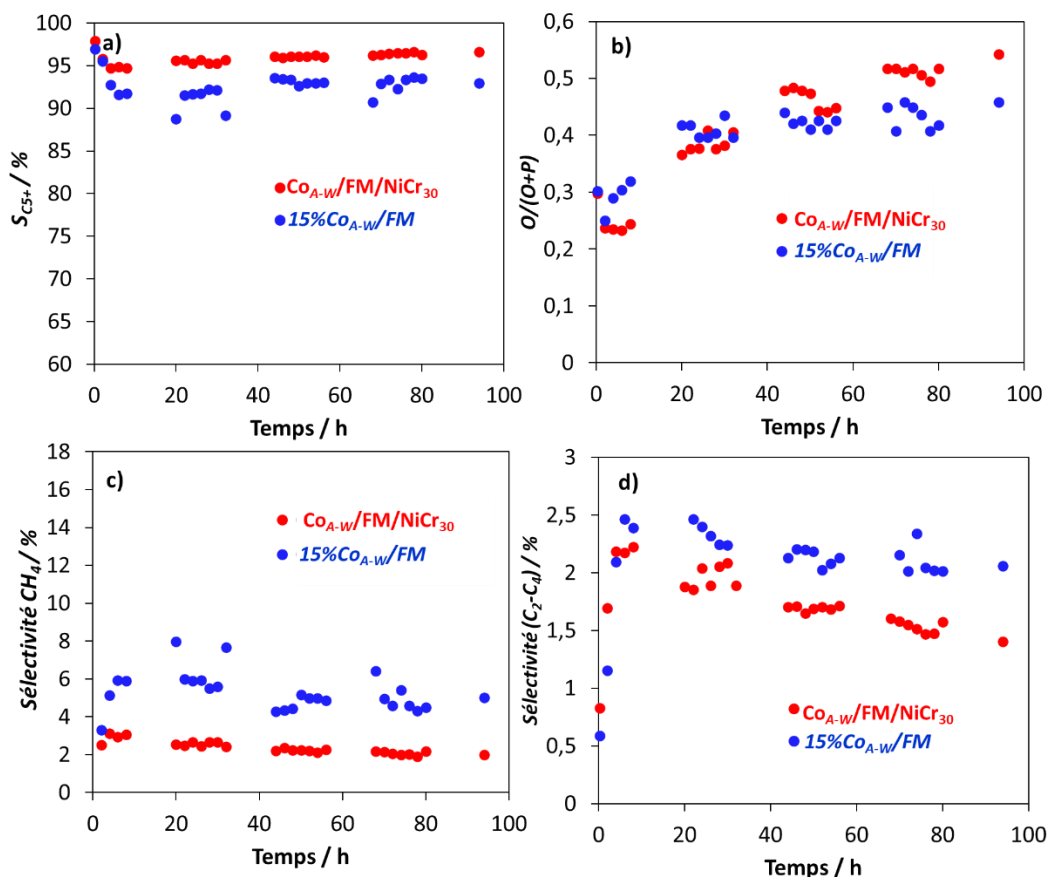 a)
S_C5+ / %
100
95
90
85
80
75
70
65
60
Co_A-W/FM/NiCr_30
15%Co_A-W/FM
0
20
40
60
80
100
Temps / h
b)
O/(O+P)
0,6
0,5
0,4
0,3
0,2
0,1
0
Co_A-W/FM/NiCr_30
15%Co_A-W/FM
0
20
40
60
80
100
Temps / h
c)
Sélectivité CH_4 / %
18
16
14
12
10
8
6
4
2
0
Co_A-W/FM/NiCr_30
15%Co_A-W/FM
0
20
40
60
80
100
Temps / h
d)
Sélectivité (C_2-C_4) / %
3
2,5
2
1,5
1
0,5
0
Co_A-W/FM/NiCr_30
15%Co_A-W/FM
0
20
40
60
80
100
Temps / h